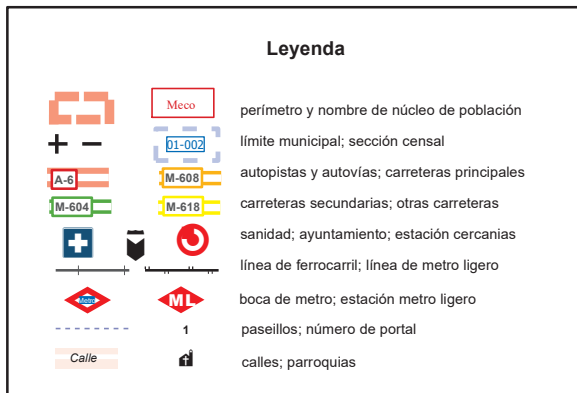 Leyenda
Meco
perímetro y nombre de núcleo de población
01-002
límite municipal; sección censal
A-6 M-608
autopistas y autovías; carreteras principales
M-604 M-618
carreteras secundarias; otras carreteras
sanidad; ayuntamiento; estación cercanias
línea de ferrocarril; línea de metro ligero
Metro ML
boca de metro; estación metro ligero
1
paseillos; número de portal
Calle
calles; parroquias